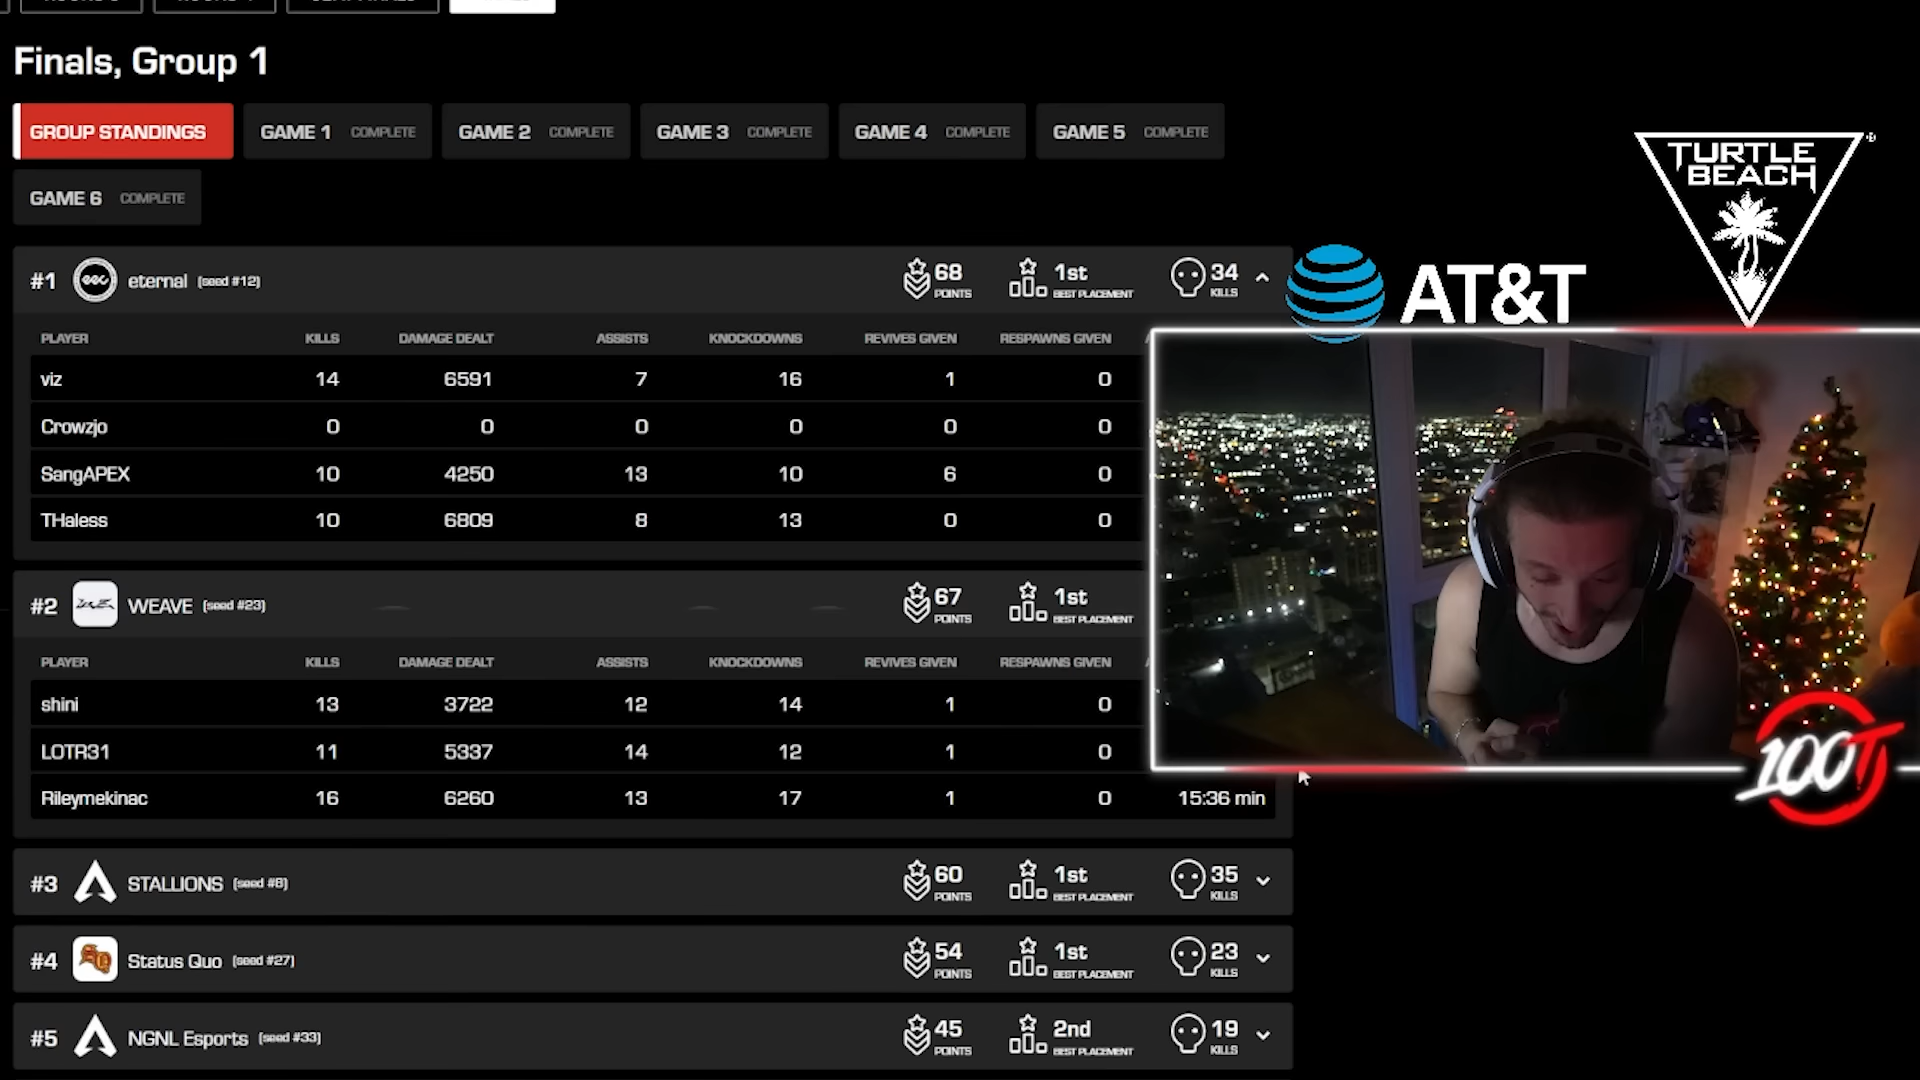 Finals, Group 1
GROUP STANDINGS
GAME 1 COMPLETE
GAME 2 COMPLETE
GAME 3 COMPLETE
GAME 4 COMPLETE
GAME 5 COMPLETE
GAME 6 COMPLETE
TURTLE
BEACH
AT&T
#1 eternal (seed #12) 68 POINTS 1st BEST PLACEMENT 34 KILLS
PLAYER KILLS DAMAGE DEALT ASSISTS KNOCKDOWNS REVIVES GIVEN RESPAWNS GIVEN
viz 14 6591 7 16 1 0
Crowzjo 0 0 0 0 0 0
SangAPEX 10 4250 13 10 6 0
THaless 10 6809 8 13 0 0
#2 WEAVE (seed #23) 67 POINTS 1st BEST PLACEMENT
PLAYER KILLS DAMAGE DEALT ASSISTS KNOCKDOWNS REVIVES GIVEN RESPAWNS GIVEN
shini 13 3722 12 14 1 0
LOTR31 11 5337 14 12 1 0
Rileymekinac 16 6260 13 17 1 0 15:36 min
100T
#3 STALLIONS (seed #8) 60 POINTS 1st BEST PLACEMENT 35 KILLS
#4 Status Quo (seed #27) 54 POINTS 1st BEST PLACEMENT 23 KILLS
#5 NGNL Esports (seed #33) 45 POINTS 2nd BEST PLACEMENT 19 KILLS